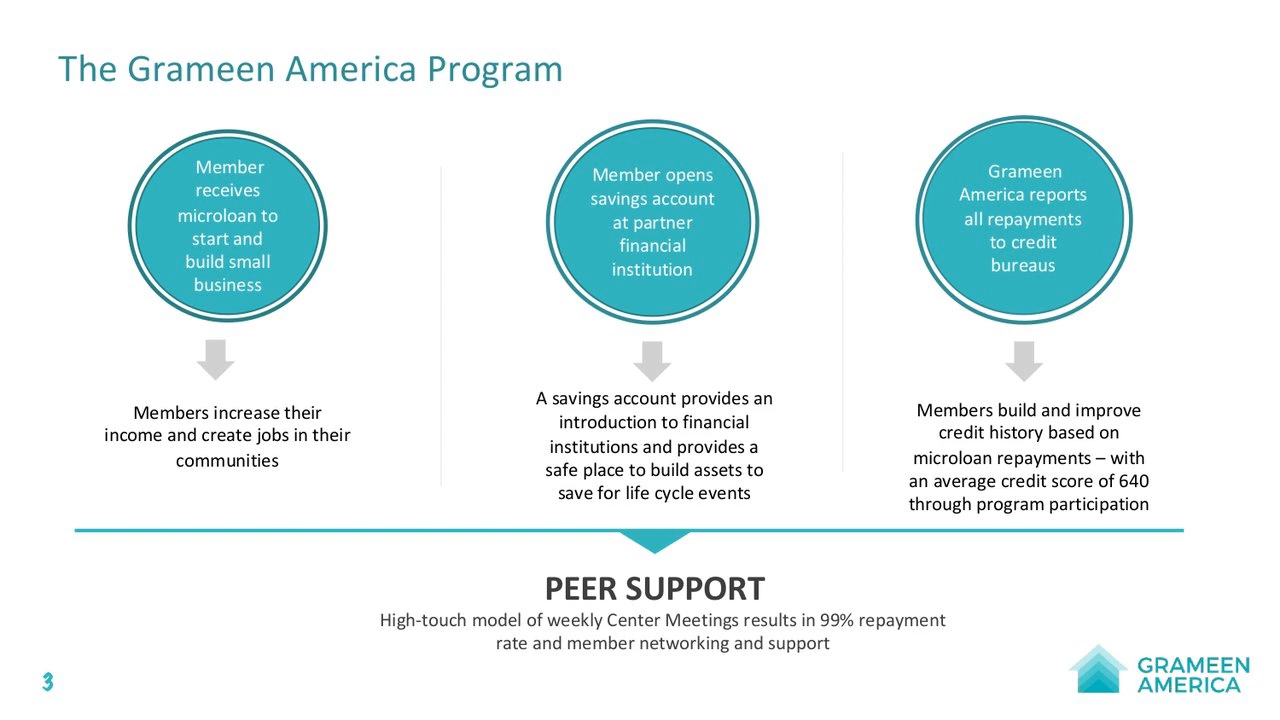 The Grameen America Program
Member
receives
microloan to
start and
build small
business
Member opens
savings account
at partner
financial
institution
Grameen
America reports
all repayments
to credit
bureaus
Members increase their
income and create jobs in their
communities
A savings account provides an
introduction to financial
institutions and provides a
safe place to build assets to
save for life cycle events
Members build and improve
credit history based on
microloan repayments – with
an average credit score of 640
through program participation
PEER SUPPORT
High-touch model of weekly Center Meetings results in 99% repayment
rate and member networking and support
3
GRAMEEN
AMERICA